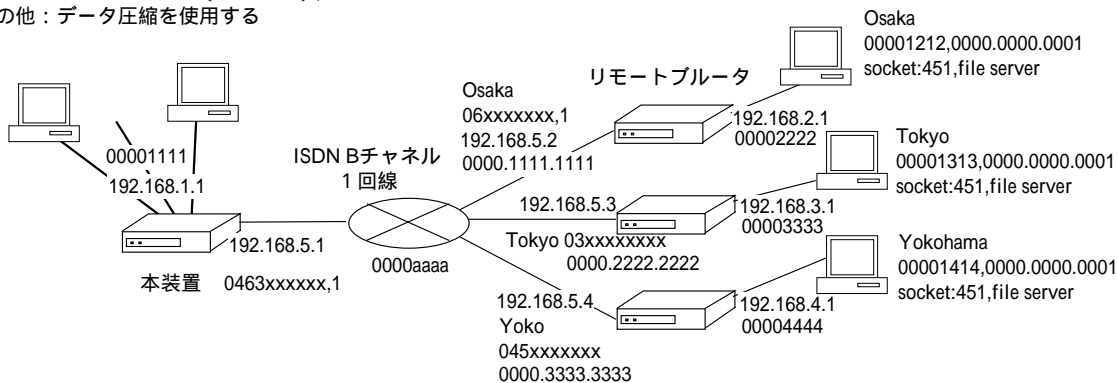 の他：データ圧縮を使用する
Osaka
00001212,0000.0000.0001
socket:451,file server
リモートブルータ
Osaka
06xxxxxxx,1
192.168.5.2
0000.1111.1111
192.168.2.1
00002222
00001111
192.168.1.1
ISDN Bチャネル
1 回線
Tokyo
00001313,0000.0000.0001
socket:451,file server
192.168.5.3
192.168.3.1
00003333
192.168.5.1
Tokyo 03xxxxxxxx
0000.2222.2222
0000aaaa
本装置 0463xxxxxx,1
Yokohama
00001414,0000.0000.0001
socket:451,file server
192.168.5.4
192.168.4.1
00004444
Yoko
045xxxxxxx
0000.3333.3333